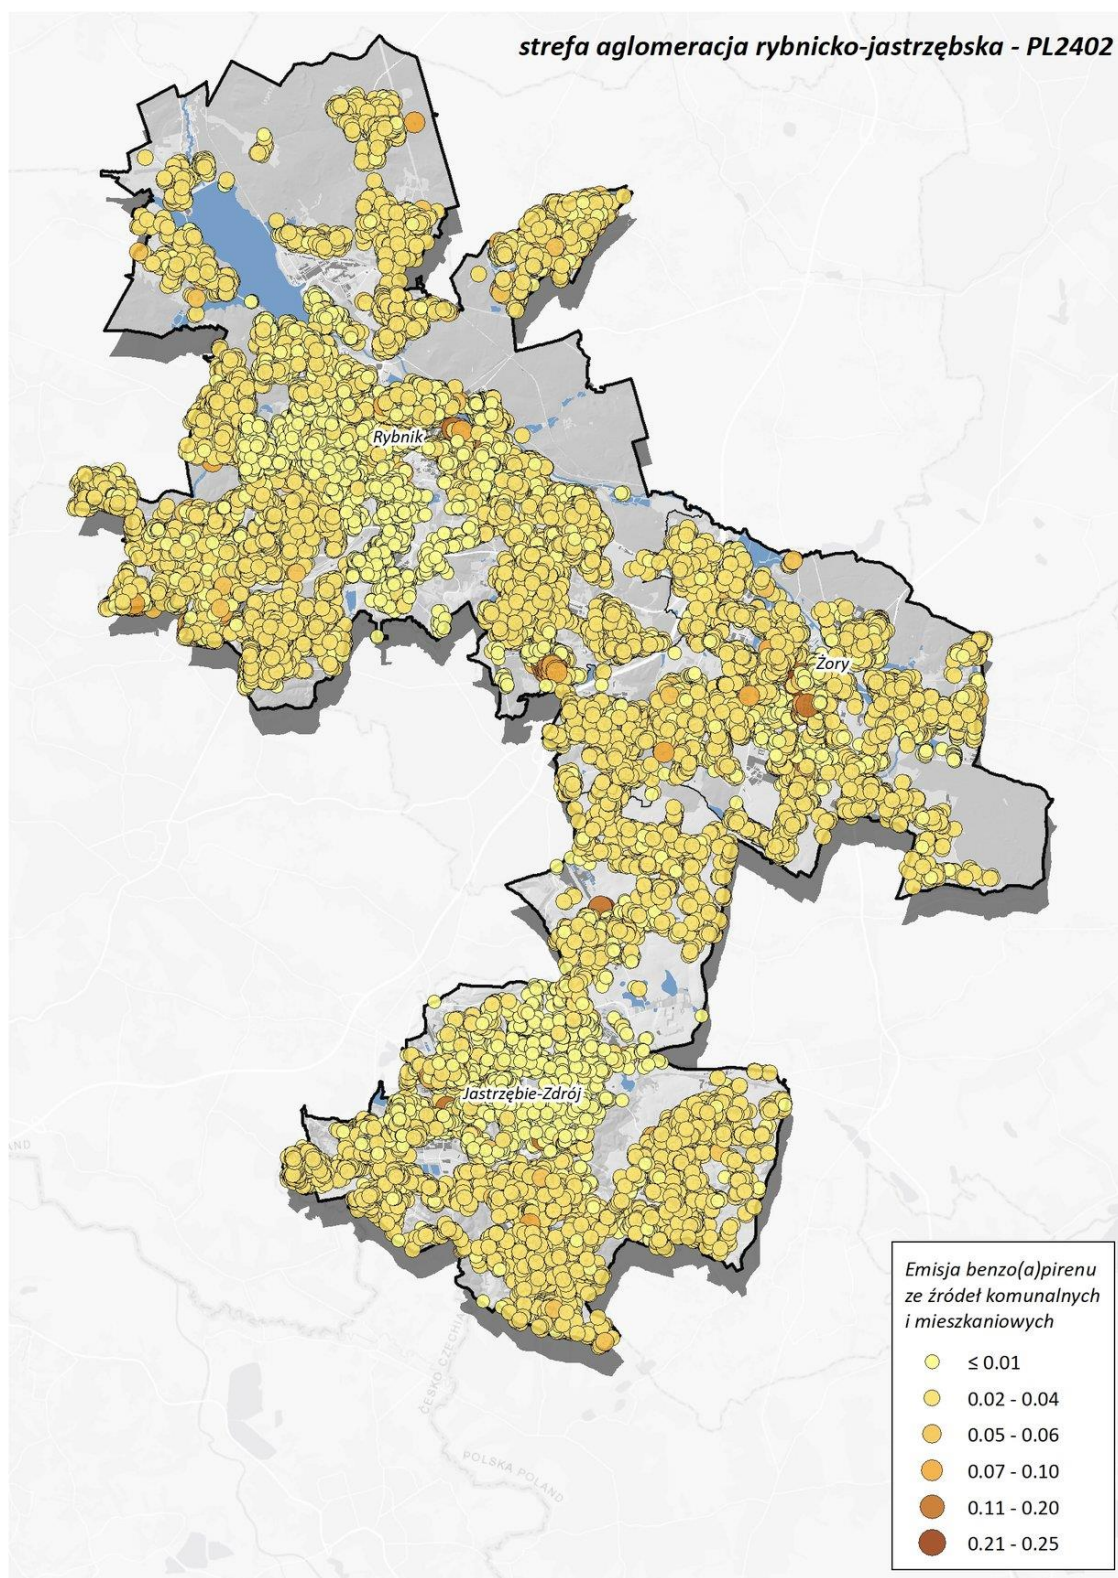 strefa aglomeracja rybnicko-jastrzębska - PL2402
Rybnik
Żory
Jastrzębie-Zdrój
ČESKO CZECHIA
POLSKA POLAND
Emisja benzo(a)pirenu
ze źródeł komunalnych
i mieszkaniowych
≤ 0.01
0.02 - 0.04
0.05 - 0.06
0.07 - 0.10
0.11 - 0.20
0.21 - 0.25